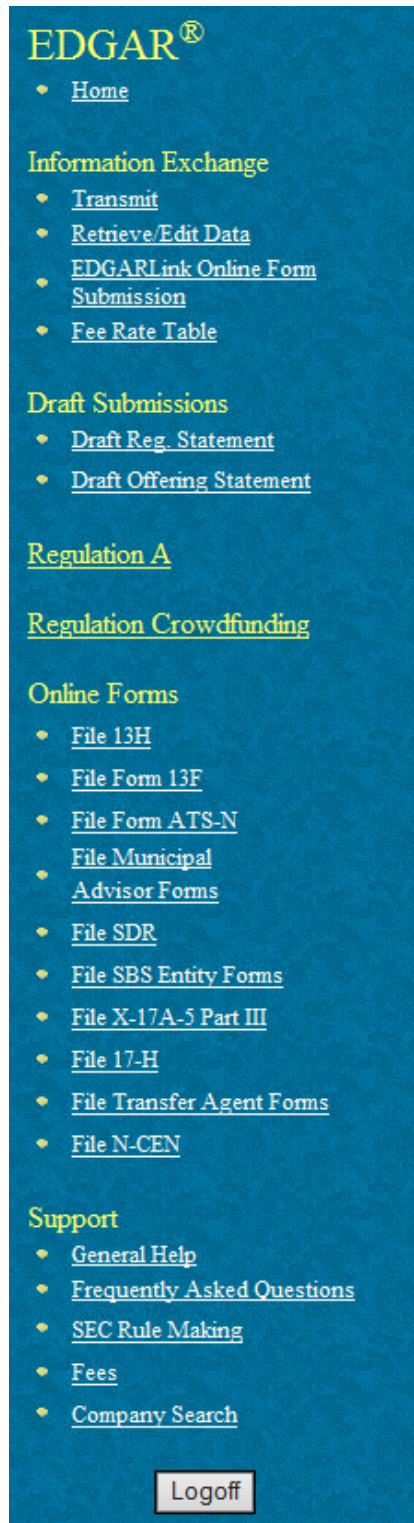 EDGAR®
Home
Information Exchange
Transmit
Retrieve/Edit Data
EDGARLink Online Form
Submission
Fee Rate Table
Draft Submissions
Draft Reg. Statement
Draft Offering Statement
Regulation A
Regulation Crowdfunding
Online Forms
File 13H
File Form 13F
File Form ATS-N
File Municipal
Advisor Forms
File SDR
File SBS Entity Forms
File X-17A-5 Part III
File 17-H
File Transfer Agent Forms
File N-CEN
Support
General Help
Frequently Asked Questions
SEC Rule Making
Fees
Company Search
Logoff